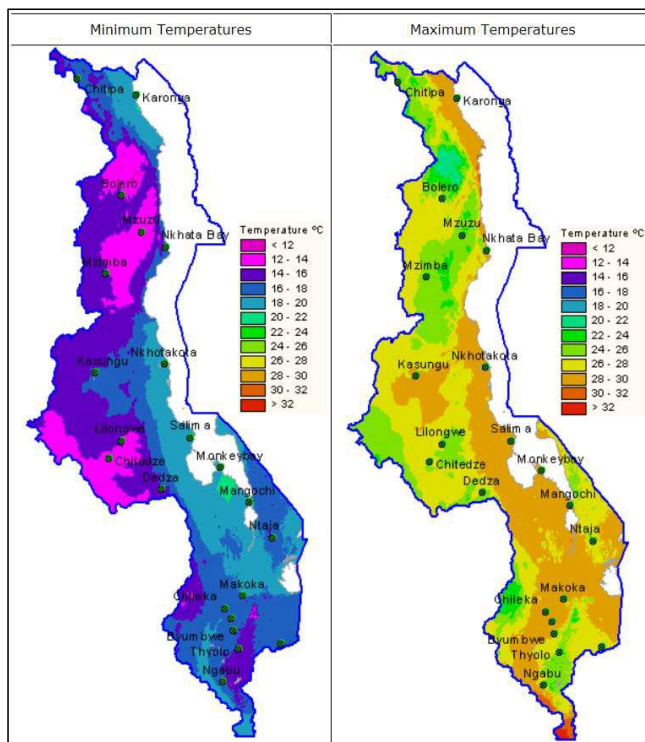 Minimum Temperatures
Chitipa
Karonga
Bolero
Mzuzu
Nkhata Bay
Mzimba
Kasungu
Nkhotakota
Lilongwe
Salima
Chitedze
Monkeybay
Dedza
Mangochi
Ntaja
Makoka
Chileka
Byumbwe
Thyolo
Ngabu
Temperature ºC
< 12
12 - 14
14 - 16
16 - 18
18 - 20
20 - 22
22 - 24
24 - 26
26 - 28
28 - 30
30 - 32
> 32
Maximum Temperatures
Chitipa
Karonga
Bolero
Mzuzu
Nkhata Bay
Mzimba
Kasungu
Nkhotakota
Lilongwe
Salima
Chitedze
Monkeybay
Dedza
Mangochi
Ntaja
Makoka
Chileka
Byumbwe
Thyolo
Ngabu
Temperature ºC
< 12
12 - 14
14 - 16
16 - 18
18 - 20
20 - 22
22 - 24
24 - 26
26 - 28
28 - 30
30 - 32
> 32